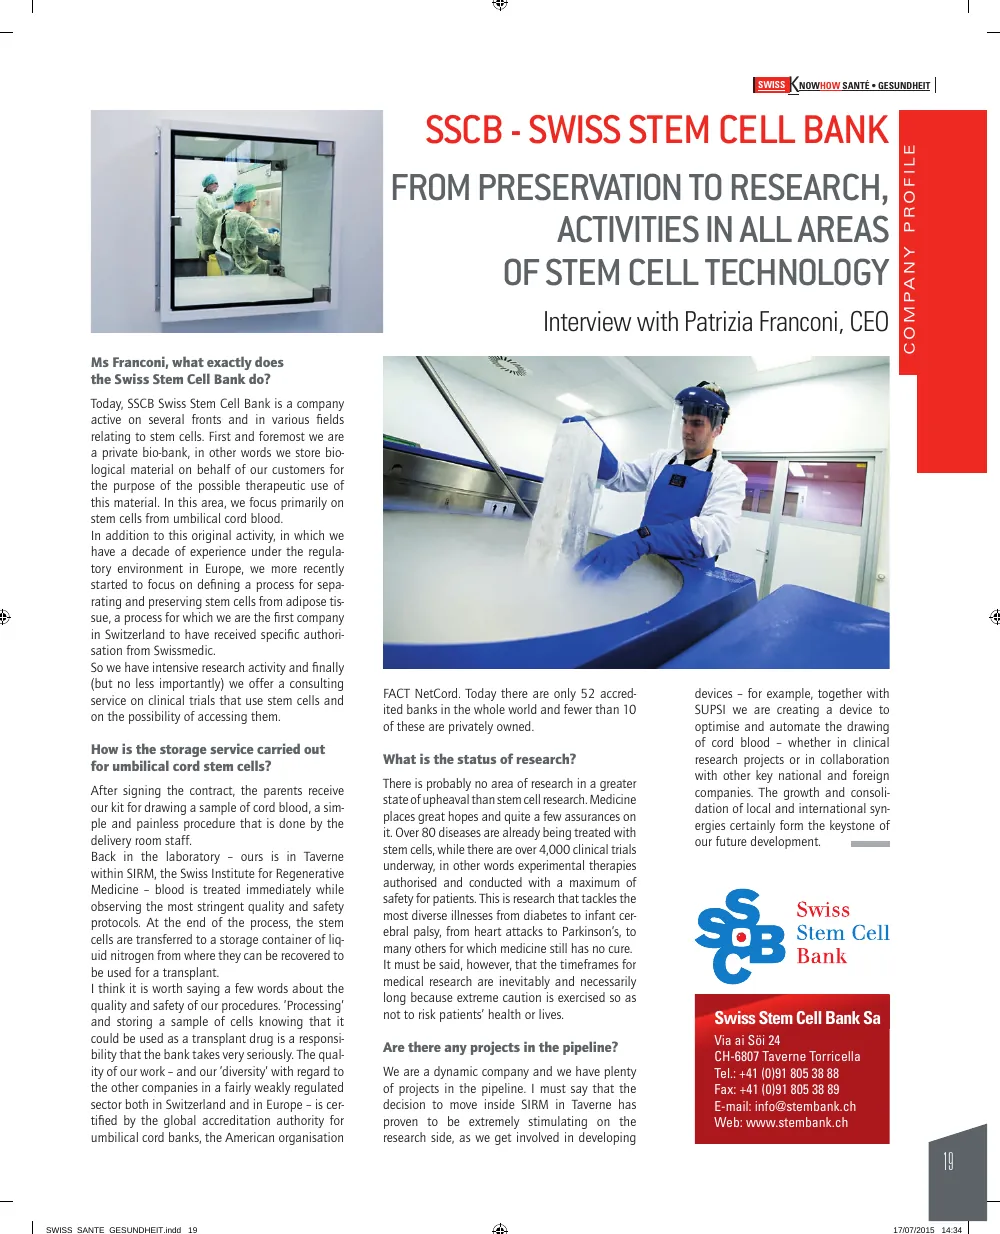 SWISS KNOWHOW SANTÉ • GESUNDHEIT
COMPANY PROFILE
SSCB - SWISS STEM CELL BANK
FROM PRESERVATION TO RESEARCH,
ACTIVITIES IN ALL AREAS
OF STEM CELL TECHNOLOGY
Interview with Patrizia Franconi, CEO
Ms Franconi, what exactly does
the Swiss Stem Cell Bank do?
Today, SSCB Swiss Stem Cell Bank is a company
active on several fronts and in various fields
relating to stem cells. First and foremost we are
a private bio-bank, in other words we store bio-
logical material on behalf of our customers for
the purpose of the possible therapeutic use of
this material. In this area, we focus primarily on
stem cells from umbilical cord blood.
In addition to this original activity, in which we
have a decade of experience under the regula-
tory environment in Europe, we more recently
started to focus on defining a process for sepa-
rating and preserving stem cells from adipose tis-
sue, a process for which we are the first company
in Switzerland to have received specific authori-
sation from Swissmedic.
So we have intensive research activity and finally
(but no less importantly) we offer a consulting
service on clinical trials that use stem cells and
on the possibility of accessing them.
How is the storage service carried out
for umbilical cord stem cells?
After signing the contract, the parents receive
our kit for drawing a sample of cord blood, a sim-
ple and painless procedure that is done by the
delivery room staff.
Back in the laboratory – ours is in Taverne
within SIRM, the Swiss Institute for Regenerative
Medicine – blood is treated immediately while
observing the most stringent quality and safety
protocols. At the end of the process, the stem
cells are transferred to a storage container of liq-
uid nitrogen from where they can be recovered to
be used for a transplant.
I think it is worth saying a few words about the
quality and safety of our procedures. 'Processing'
and storing a sample of cells knowing that it
could be used as a transplant drug is a responsi-
bility that the bank takes very seriously. The qual-
ity of our work – and our 'diversity' with regard to
the other companies in a fairly weakly regulated
sector both in Switzerland and in Europe – is cer-
tified by the global accreditation authority for
umbilical cord banks, the American organisation
FACT NetCord. Today there are only 52 accred-
ited banks in the whole world and fewer than 10
of these are privately owned.
What is the status of research?
There is probably no area of research in a greater
state of upheaval than stem cell research. Medicine
places great hopes and quite a few assurances on
it. Over 80 diseases are already being treated with
stem cells, while there are over 4,000 clinical trials
underway, in other words experimental therapies
authorised and conducted with a maximum of
safety for patients. This is research that tackles the
most diverse illnesses from diabetes to infant cer-
ebral palsy, from heart attacks to Parkinson's, to
many others for which medicine still has no cure.
It must be said, however, that the timeframes for
medical research are inevitably and necessarily
long because extreme caution is exercised so as
not to risk patients' health or lives.
Are there any projects in the pipeline?
We are a dynamic company and we have plenty
of projects in the pipeline. I must say that the
decision to move inside SIRM in Taverne has
proven to be extremely stimulating on the
research side, as we get involved in developing
devices – for example, together with
SUPSI we are creating a device to
optimise and automate the drawing
of cord blood – whether in clinical
research projects or in collaboration
with other key national and foreign
companies. The growth and consoli-
dation of local and international syn-
ergies certainly form the keystone of
our future development.
SSCB
Swiss
Stem Cell
Bank
Swiss Stem Cell Bank Sa
Via ai Söi 24
CH-6807 Taverne Torricella
Tel.: +41 (0)91 805 38 88
Fax: +41 (0)91 805 38 89
E-mail: info@stembank.ch
Web: www.stembank.ch
19
SWISS_SANTE_GESUNDHEIT.indd 19
17/07/2015 14:34